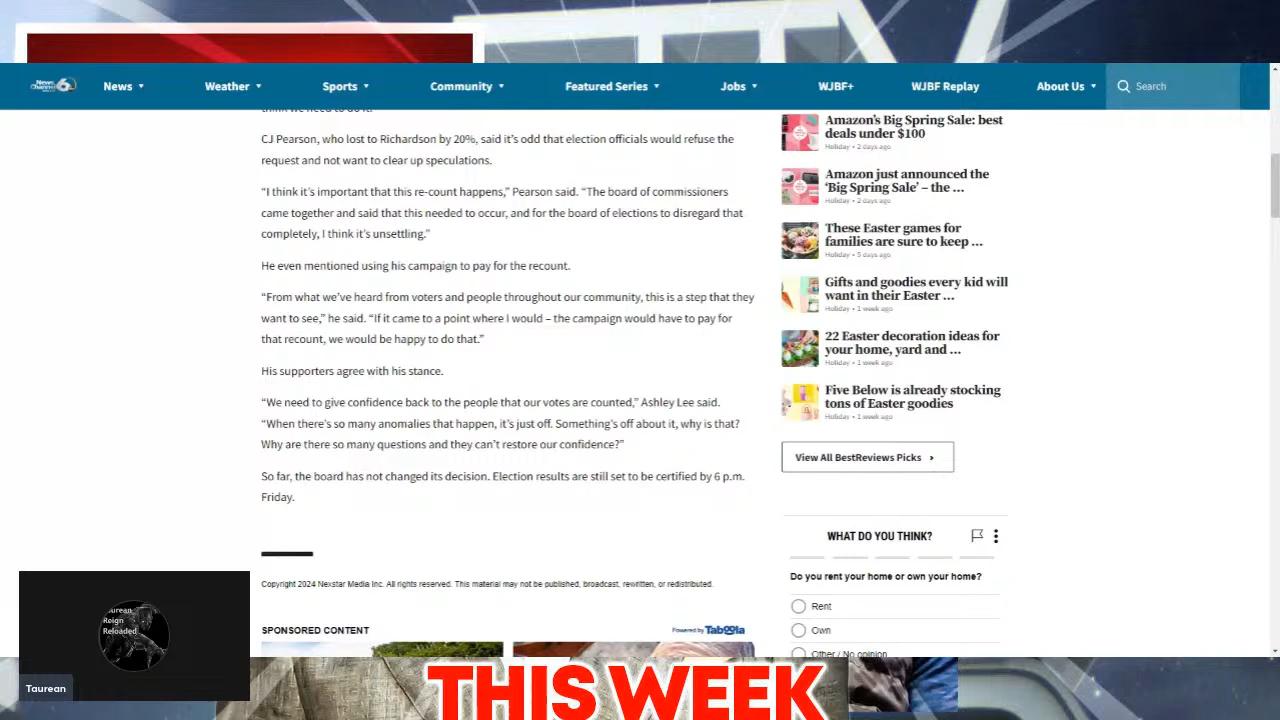 News Channel 6
News
Weather
Sports
Community
Featured Series
Jobs
WJBF+
WJBF Replay
About Us
Search
think we need to do it.”
CJ Pearson, who lost to Richardson by 20%, said it’s odd that election officials would refuse the
request and not want to clear up speculations.
“I think it’s important that this re-count happens,” Pearson said. “The board of commissioners
came together and said that this needed to occur, and for the board of elections to disregard that
completely, I think it’s unsettling.”
He even mentioned using his campaign to pay for the recount.
“From what we’ve heard from voters and people throughout our community, this is a step that they
want to see,” he said. “If it came to a point where I would – the campaign would have to pay for
that recount, we would be happy to do that.”
His supporters agree with his stance.
“We need to give confidence back to the people that our votes are counted,” Ashley Lee said.
“When there’s so many anomalies that happen, it’s just off. Something’s off about it, why is that?
Why are there so many questions and they can’t restore our confidence?”
So far, the board has not changed its decision. Election results are still set to be certified by 6 p.m.
Friday.
Copyright 2024 Nexstar Media Inc. All rights reserved. This material may not be published, broadcast, rewritten, or redistributed.
SPONSORED CONTENT
Powered by Taboola
Amazon’s Big Spring Sale: best
deals under $100
Holiday • 2 days ago
Amazon just announced the
‘Big Spring Sale’ – the ...
Holiday • 2 days ago
These Easter games for
families are sure to keep ...
Holiday • 5 days ago
Gifts and goodies every kid will
want in their Easter ...
Holiday • 1 week ago
22 Easter decoration ideas for
your home, yard and ...
Holiday • 1 week ago
Five Below is already stocking
tons of Easter goodies
Holiday • 1 week ago
View All BestReviews Picks
WHAT DO YOU THINK?
Do you rent your home or own your home?
Rent
Own
Other / No opinion
Taurean
Reign
Reloaded
Taurean
THIS WEEK